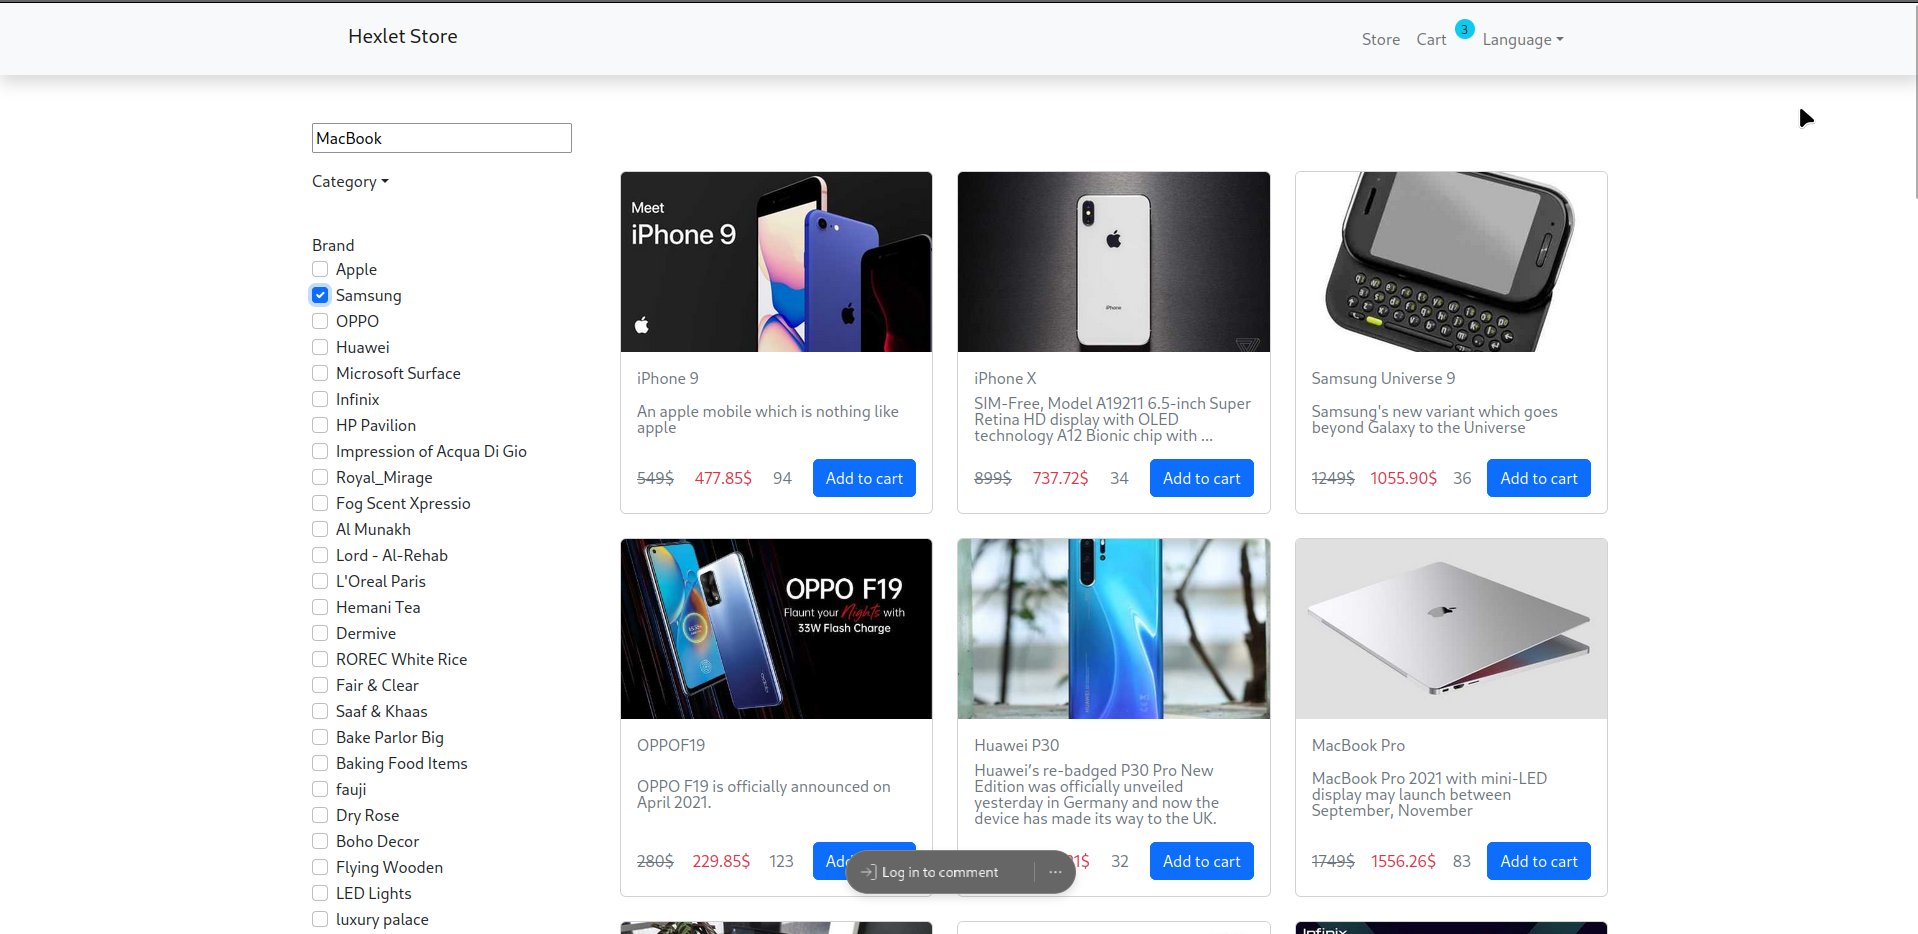 Hexlet Store
Store Cart 3 Language
MacBook
Category
Brand
Apple
Samsung
OPPO
Huawei
Microsoft Surface
Infinix
HP Pavilion
Impression of Acqua Di Gio
Royal_Mirage
Fog Scent Xpressio
Al Munakh
Lord - Al-Rehab
L'Oreal Paris
Hemani Tea
Dermive
ROREC White Rice
Fair & Clear
Saaf & Khaas
Bake Parlor Big
Baking Food Items
fauji
Dry Rose
Boho Decor
Flying Wooden
LED Lights
luxury palace
Meet
iPhone 9
iPhone 9
An apple mobile which is nothing like
apple
549$ 477.85$ 94 Add to cart
iPhone
iPhone X
SIM-Free, Model A19211 6.5-inch Super
Retina HD display with OLED
technology A12 Bionic chip with ...
899$ 737.72$ 34 Add to cart
Samsung Universe 9
Samsung's new variant which goes
beyond Galaxy to the Universe
1249$ 1055.90$ 36 Add to cart
OPPO F19
Flaunt your Nights with
33W Flash Charge
OPPOF19
OPPO F19 is officially announced on
April 2021.
280$ 229.85$ 123
Huawei P30
Huawei's re-badged P30 Pro New
Edition was officially unveiled
yesterday in Germany and now the
device has made its way to the UK.
32 Add to cart
MacBook Pro
MacBook Pro 2021 with mini-LED
display may launch between
September, November
1749$ 1556.26$ 83 Add to cart
Log in to comment
Infinix